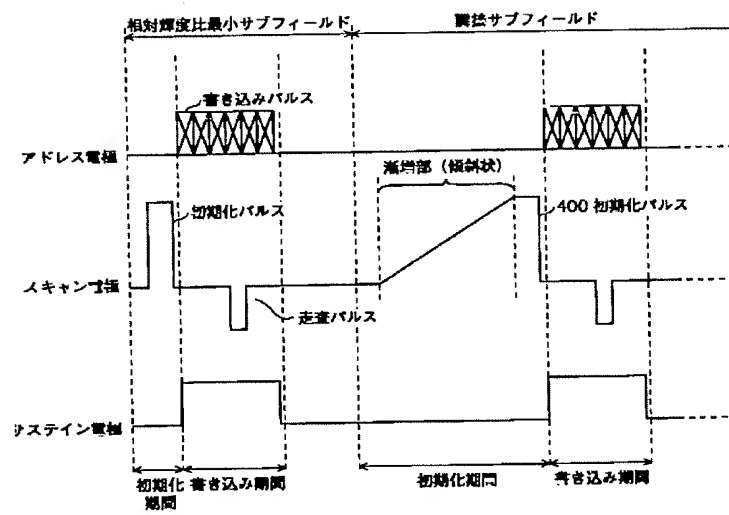 相対輝度比最小サブフィールド
隣接サブフィールド
書き込みパルス
アドレス電極
漸増部（傾斜状）
初期化パルス
400 初期化パルス
スキャン電極
走査パルス
サステイン電極
初期化
期間
書き込み期間
初期化期間
書き込み期間